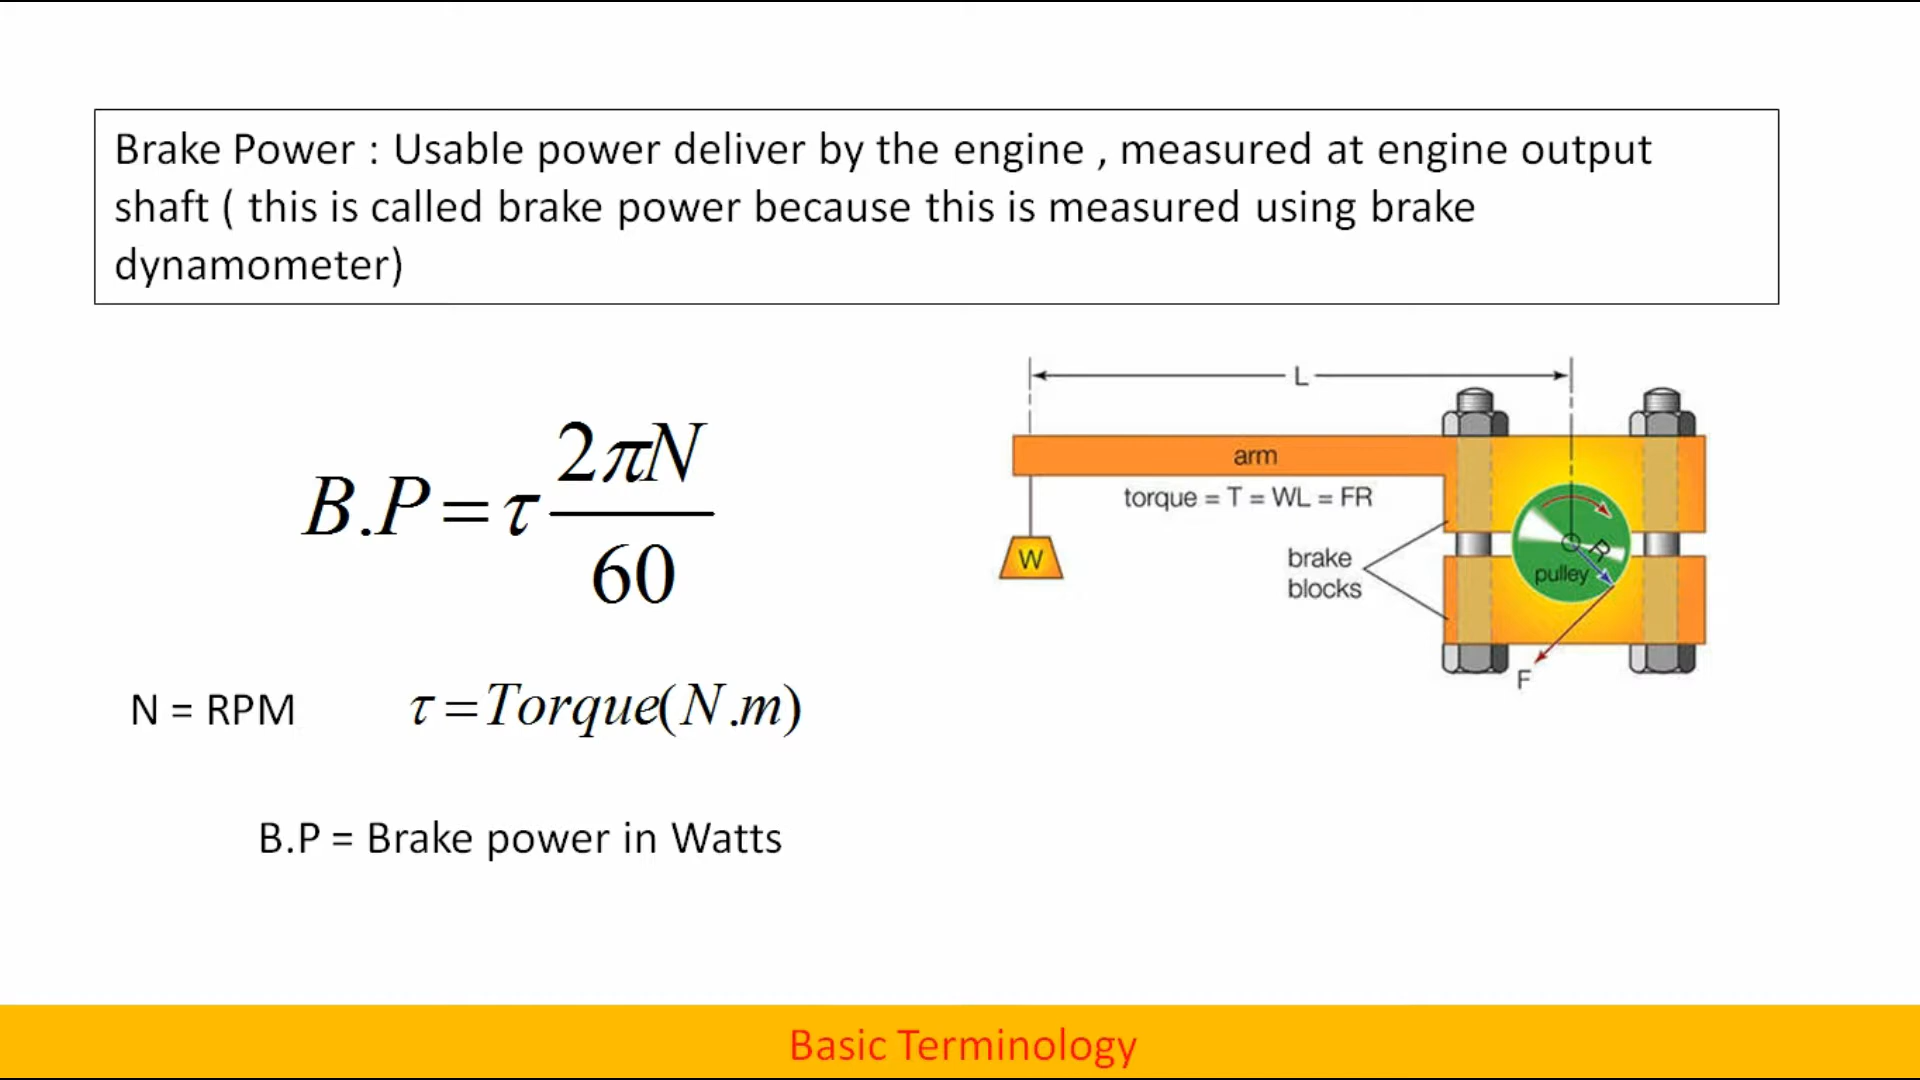 Brake Power : Usable power deliver by the engine , measured at engine output
shaft ( this is called brake power because this is measured using brake
dynamometer)
B.P = τ 2πN / 60
N = RPM
τ = Torque(N.m)
B.P = Brake power in Watts
L
arm
torque = T = WL = FR
W
brake
blocks
R
pulley
F
Basic Terminology